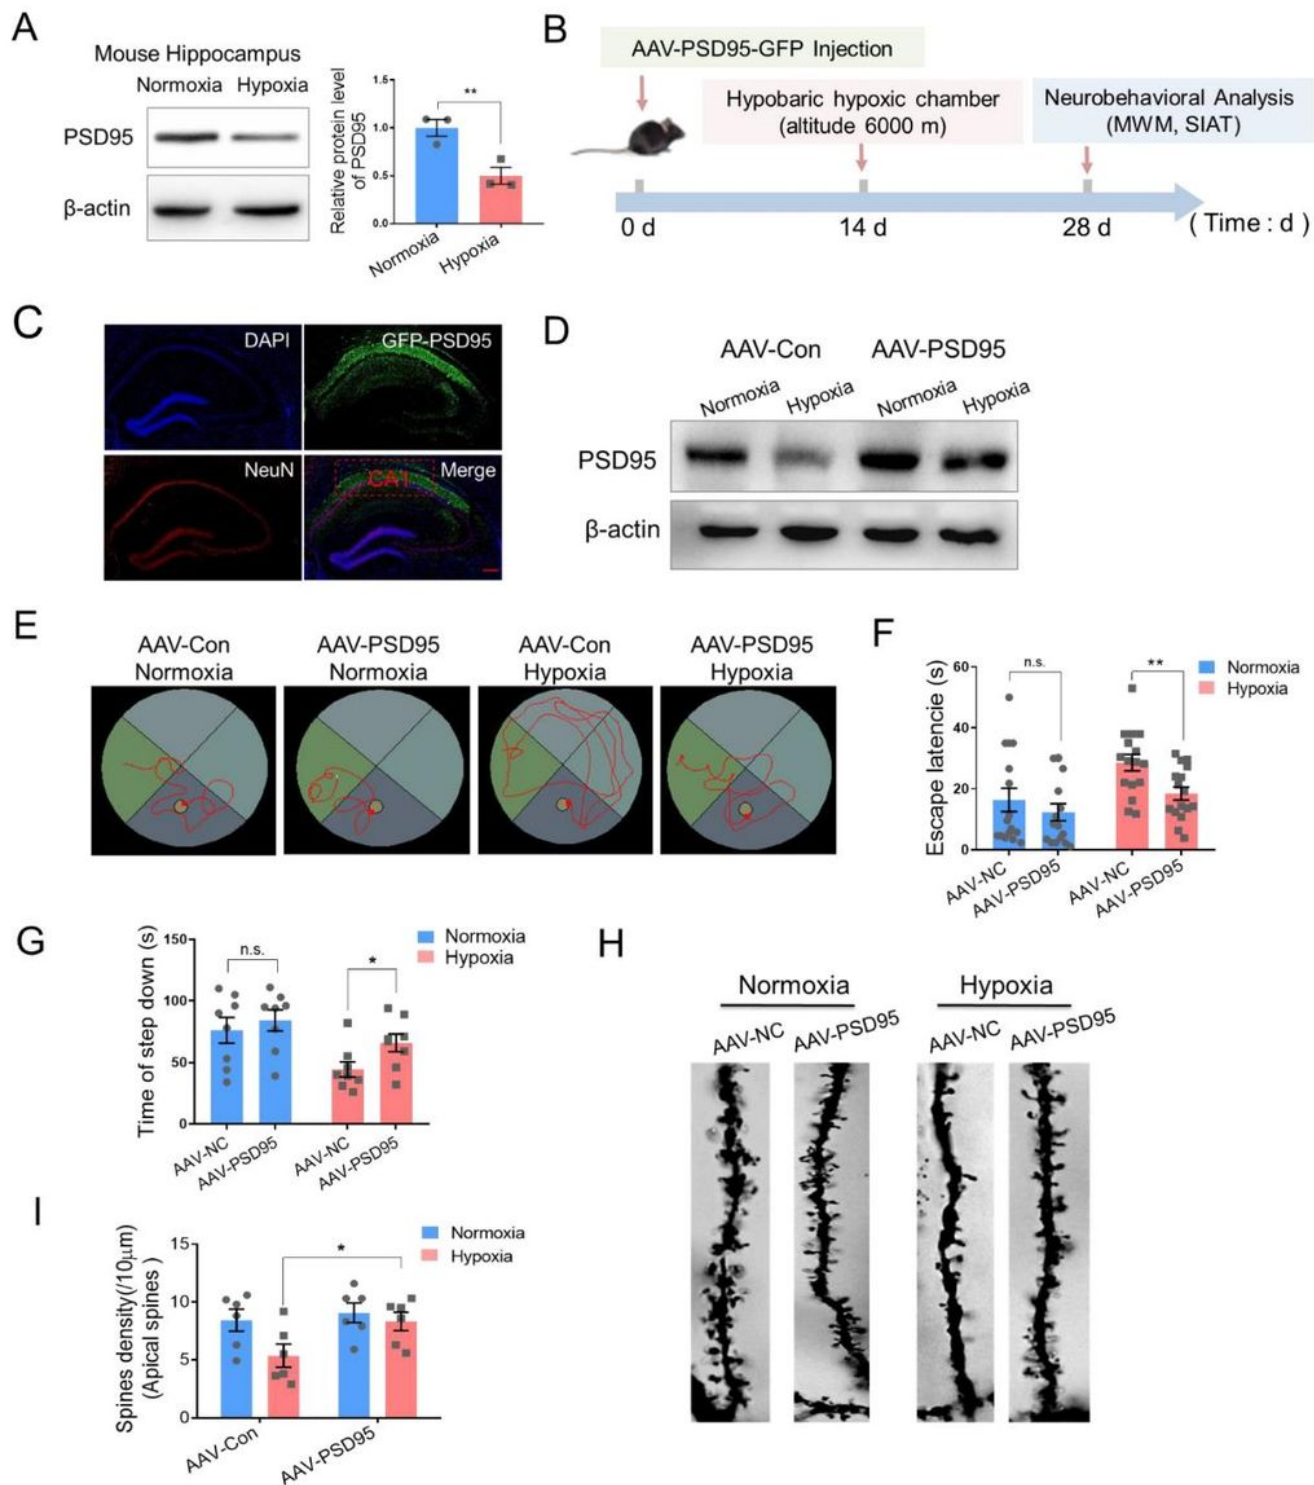 A
Mouse Hippocampus
Normoxia Hypoxia
PSD95
β-actin
Relative protein level
of PSD95
1.5
1.0
0.5
0.0
**
Normoxia
Hypoxia
B
AAV-PSD95-GFP Injection
Hypobaric hypoxic chamber
(altitude 6000 m)
Neurobehavioral Analysis
(MWM, SIAT)
0 d
14 d
28 d
( Time : d )
C
DAPI
GFP-PSD95
NeuN
Merge
CA1
D
AAV-Con AAV-PSD95
Normoxia Hypoxia Normoxia Hypoxia
PSD95
β-actin
E
AAV-Con
Normoxia
AAV-PSD95
Normoxia
AAV-Con
Hypoxia
AAV-PSD95
Hypoxia
F
Escape latencie (s)
60
40
20
0
n.s.
**
Normoxia
Hypoxia
AAV-NC
AAV-PSD95
AAV-NC
AAV-PSD95
G
Time of step down (s)
150
100
50
0
n.s.
*
Normoxia
Hypoxia
AAV-NC
AAV-PSD95
AAV-NC
AAV-PSD95
H
Normoxia
Hypoxia
AAV-NC
AAV-PSD95
AAV-NC
AAV-PSD95
I
Spines density(/10μm)
(Apical spines )
15
10
5
0
*
Normoxia
Hypoxia
AAV-Con
AAV-PSD95